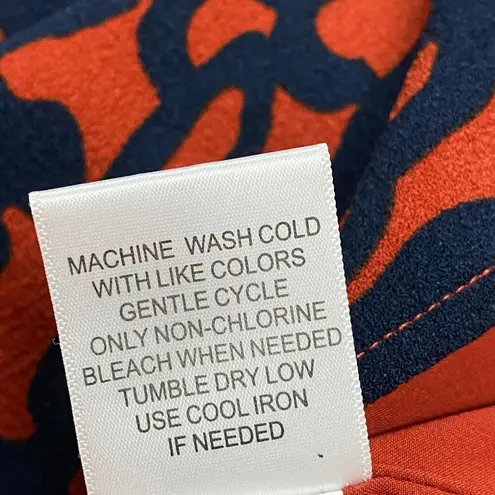 MACHINE WASH COLD
WITH LIKE COLORS
GENTLE CYCLE
ONLY NON-CHLORINE
BLEACH WHEN NEEDED
TUMBLE DRY LOW
USE COOL IRON
IF NEEDED